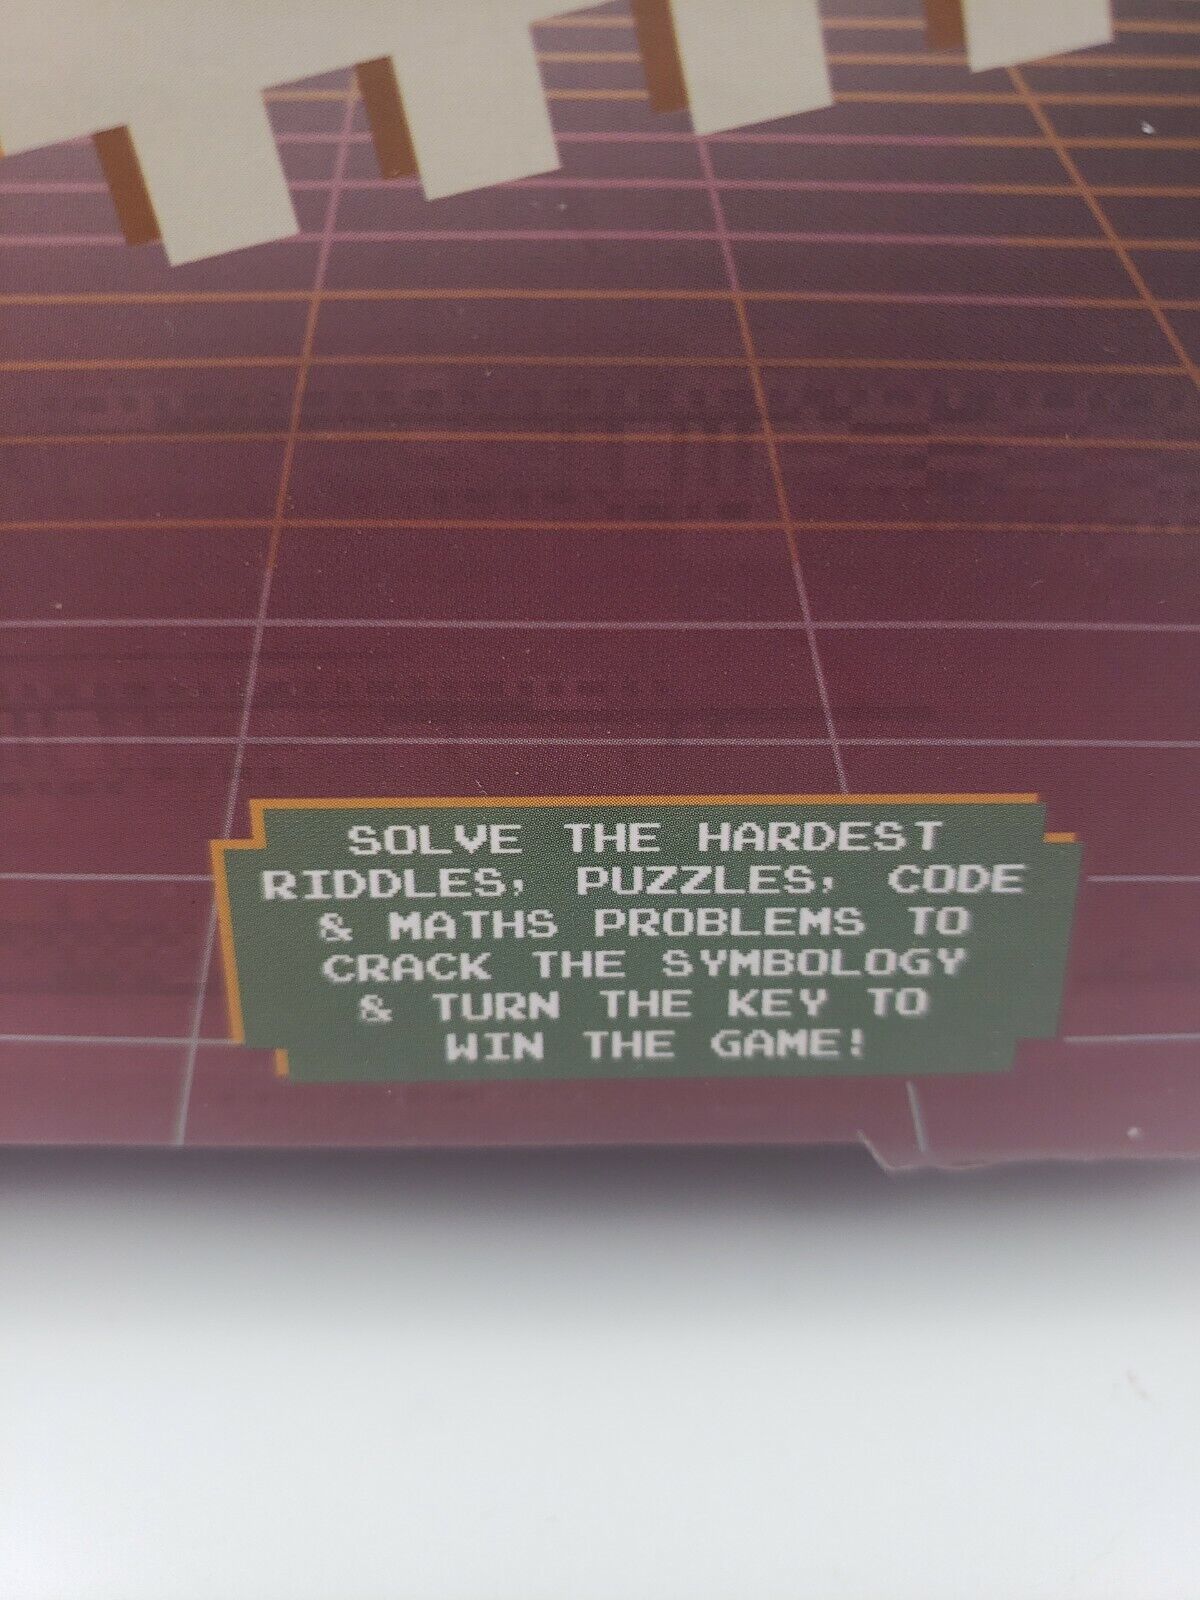 SOLVE THE HARDEST
RIDDLES, PUZZLES, CODE
& MATHS PROBLEMS TO
CRACK THE SYMBOLOGY
& TURN THE KEY TO
WIN THE GAME!